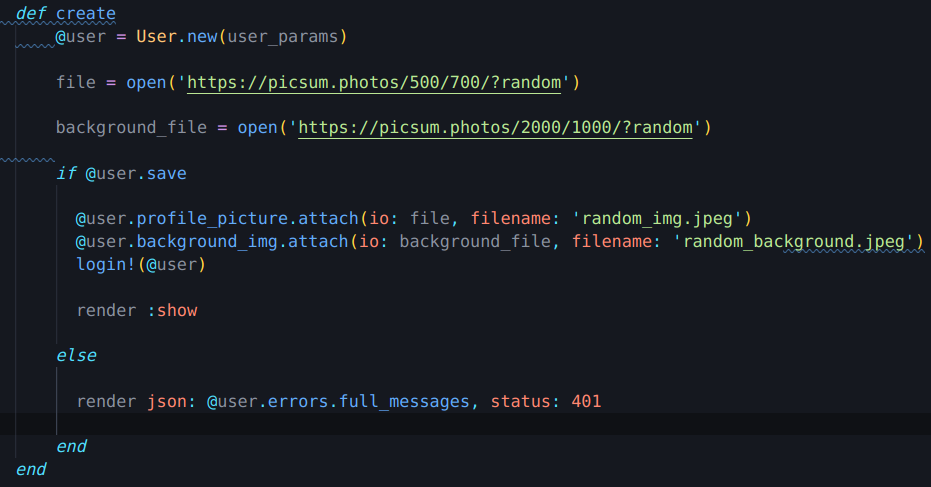 def create
@user = User.new(user_params)
file = open('https://picsum.photos/500/700/?random')
background_file = open('https://picsum.photos/2000/1000/?random')
if @user.save
@user.profile_picture.attach(io: file, filename: 'random_img.jpeg')
@user.background_img.attach(io: background_file, filename: 'random_background.jpeg')
login!(@user)
render :show
else
render json: @user.errors.full_messages, status: 401
end
end